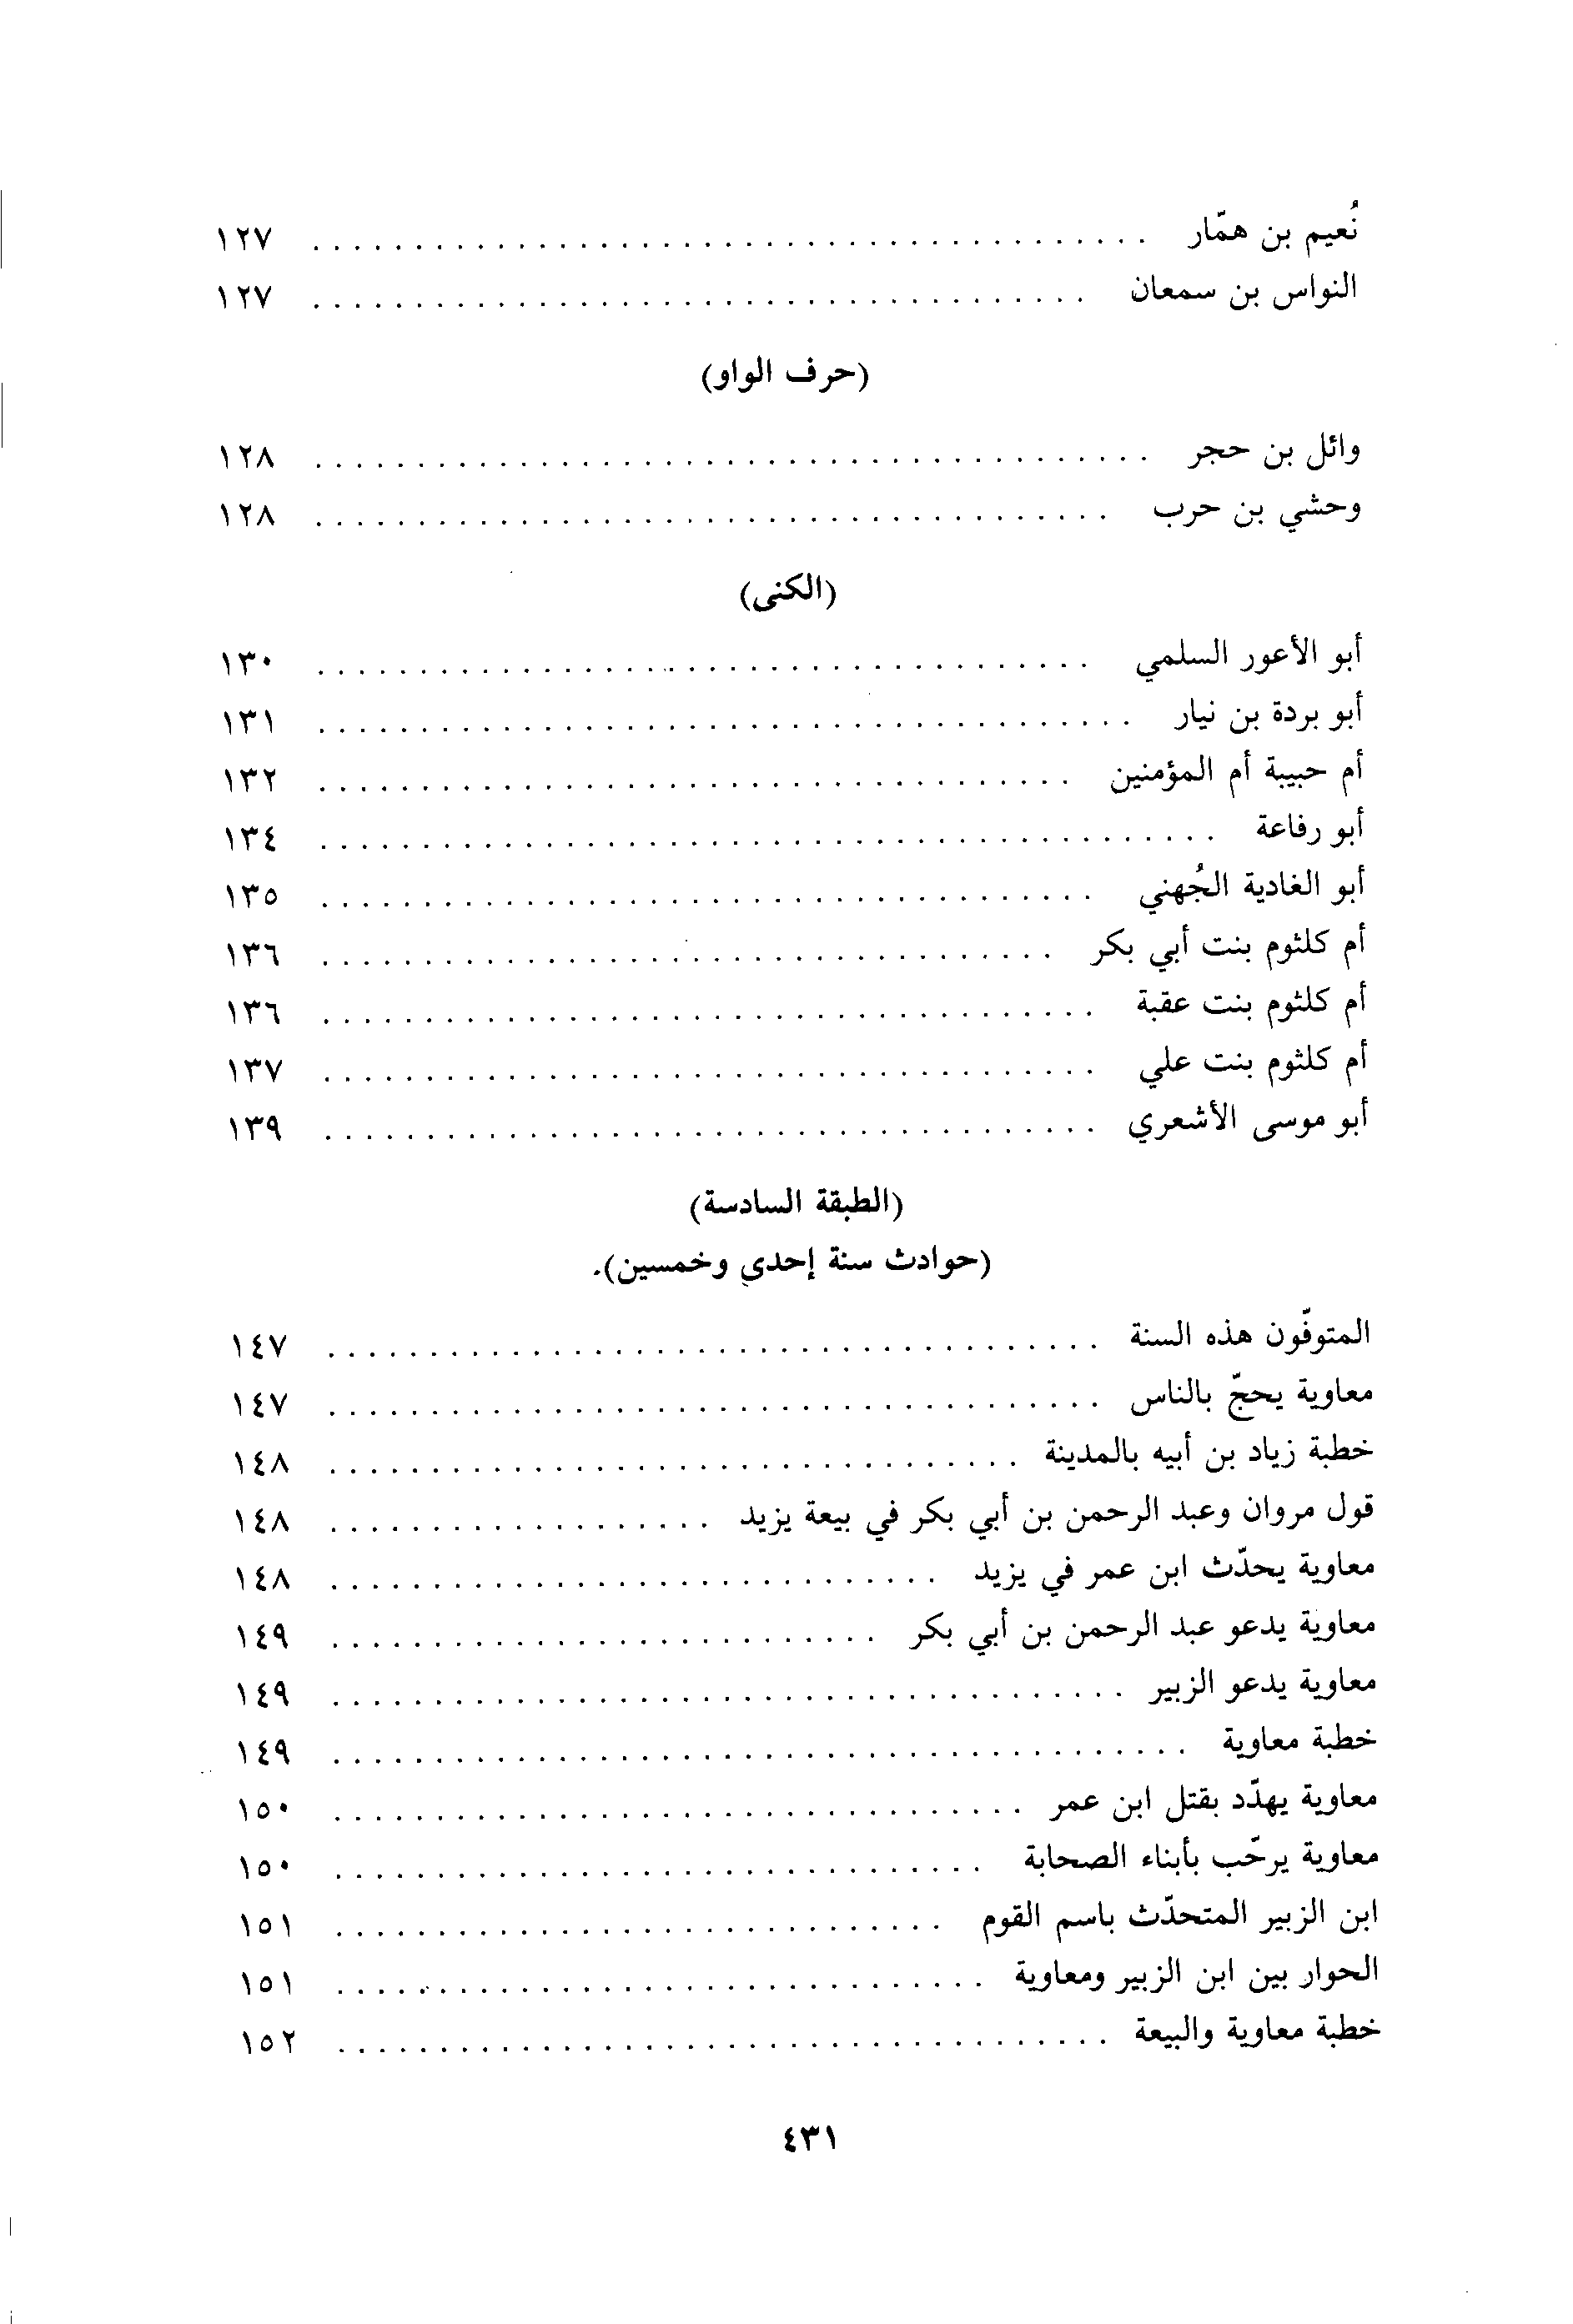 نُعيم بن همّار . . . . . . . . . . . . . . . . . . . . ١٢٧
النواس بن سمعان . . . . . . . . . . . . . . . . . . . . ١٢٧
(حرف الواو)
وائل بن حجر . . . . . . . . . . . . . . . . . . . . ١٢٨
وحشي بن حرب . . . . . . . . . . . . . . . . . . . . ١٢٨
(الكنى)
أبو الأعور السلمي . . . . . . . . . . . . . . . . . . . . ١٣٠
أبو بردة بن نيار . . . . . . . . . . . . . . . . . . . . ١٣١
أم حبيبة أم المؤمنين . . . . . . . . . . . . . . . . . . . . ١٣٢
أبو رفاعة . . . . . . . . . . . . . . . . . . . . ١٣٤
أبو الغادية الجُهني . . . . . . . . . . . . . . . . . . . . ١٣٥
أم كلثوم بنت أبي بكر . . . . . . . . . . . . . . . . . . . . ١٣٦
أم كلثوم بنت عقبة . . . . . . . . . . . . . . . . . . . . ١٣٦
أم كلثوم بنت علي . . . . . . . . . . . . . . . . . . . . ١٣٧
أبو موسى الأشعري . . . . . . . . . . . . . . . . . . . . ١٣٩
(الطبقة السادسة)
(حوادث سنة إحدى وخمسين).
المتوفّون هذه السنة . . . . . . . . . . . . . . . . . . . . ١٤٧
معاوية يحجّ بالناس . . . . . . . . . . . . . . . . . . . . ١٤٧
خطبة زياد بن أبيه بالمدينة . . . . . . . . . . . . . . . . . . . . ١٤٨
قول مروان وعبد الرحمن بن أبي بكر في بيعة يزيد . . . . . . . . . . . . . . . . . . . ١٤٨
معاوية يحدّث ابن عمر في يزيد . . . . . . . . . . . . . . . . . . . . ١٤٨
معاوية يدعو عبد الرحمن بن أبي بكر . . . . . . . . . . . . . . . . . . . . ١٤٩
معاوية يدعو الزبير . . . . . . . . . . . . . . . . . . . . ١٤٩
خطبة معاوية . . . . . . . . . . . . . . . . . . . . ١٤٩
معاوية يهدّد بقتل ابن عمر . . . . . . . . . . . . . . . . . . . . ١٥٠
معاوية يرحّب بأبناء الصحابة . . . . . . . . . . . . . . . . . . . . ١٥٠
ابن الزبير المتحدّث باسم القوم . . . . . . . . . . . . . . . . . . . . ١٥١
الحوار بين ابن الزبير ومعاوية . . . . . . . . . . . . . . . . . . . . ١٥١
خطبة معاوية والبيعة . . . . . . . . . . . . . . . . . . . . ١٥٢
٤٣١